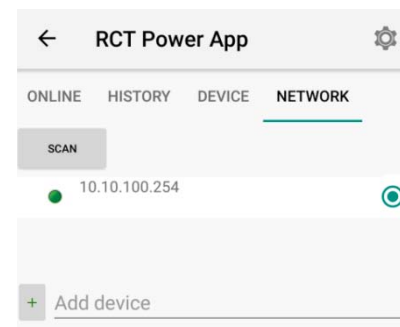 ← RCT Power App
ONLINE HISTORY DEVICE NETWORK
SCAN
10.10.100.254
+ Add device